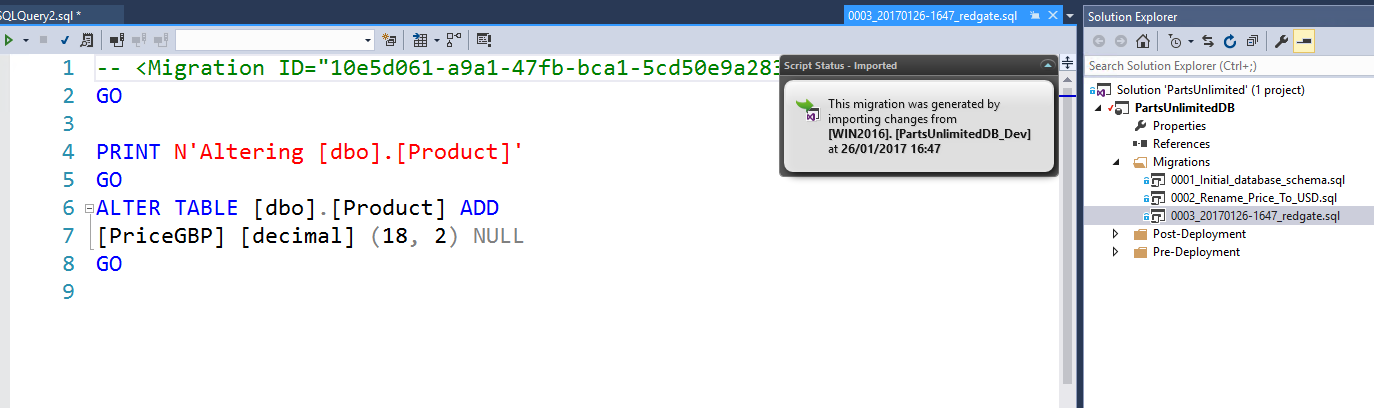 SQLQuery2.sql *
0003_20170126-1647_redgate.sql
1 -- <Migration ID="10e5d061-a9a1-47fb-bca1-5cd50e9a283
2 GO
3
4 PRINT N'Altering [dbo].[Product]'
5 GO
6 ALTER TABLE [dbo].[Product] ADD
7 [PriceGBP] [decimal] (18, 2) NULL
8 GO
9
Script Status - Imported
This migration was generated by
importing changes from
[WIN2016]. [PartsUnlimitedDB_Dev]
at 26/01/2017 16:47
Solution Explorer
Search Solution Explorer (Ctrl+;)
Solution 'PartsUnlimited' (1 project)
PartsUnlimitedDB
Properties
References
Migrations
0001_Initial_database_schema.sql
0002_Rename_Price_To_USD.sql
0003_20170126-1647_redgate.sql
Post-Deployment
Pre-Deployment